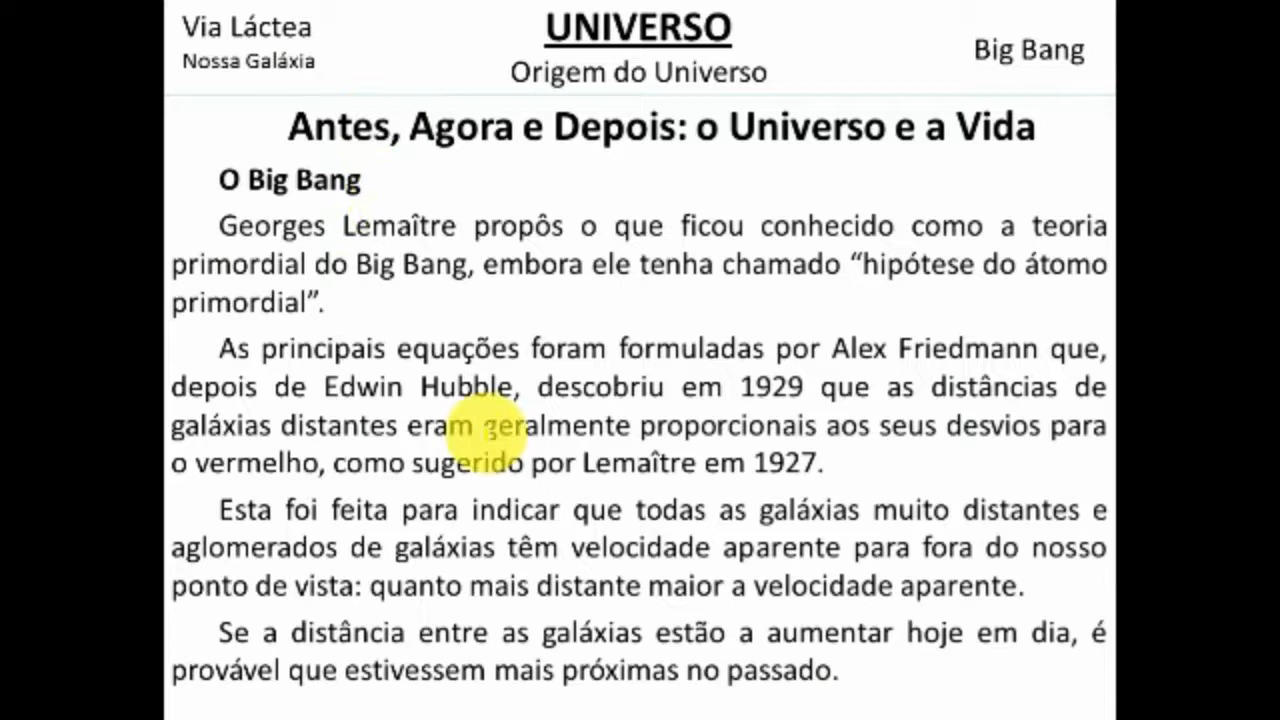 Via Láctea
Nossa Galáxia
UNIVERSO
Origem do Universo
Big Bang
Antes, Agora e Depois: o Universo e a Vida
O Big Bang
Georges Lemaître propôs o que ficou conhecido como a teoria
primordial do Big Bang, embora ele tenha chamado “hipótese do átomo
primordial”.
As principais equações foram formuladas por Alex Friedmann que,
depois de Edwin Hubble, descobriu em 1929 que as distâncias de
galáxias distantes eram geralmente proporcionais aos seus desvios para
o vermelho, como sugerido por Lemaître em 1927.
Esta foi feita para indicar que todas as galáxias muito distantes e
aglomerados de galáxias têm velocidade aparente para fora do nosso
ponto de vista: quanto mais distante maior a velocidade aparente.
Se a distância entre as galáxias estão a aumentar hoje em dia, é
provável que estivessem mais próximas no passado.